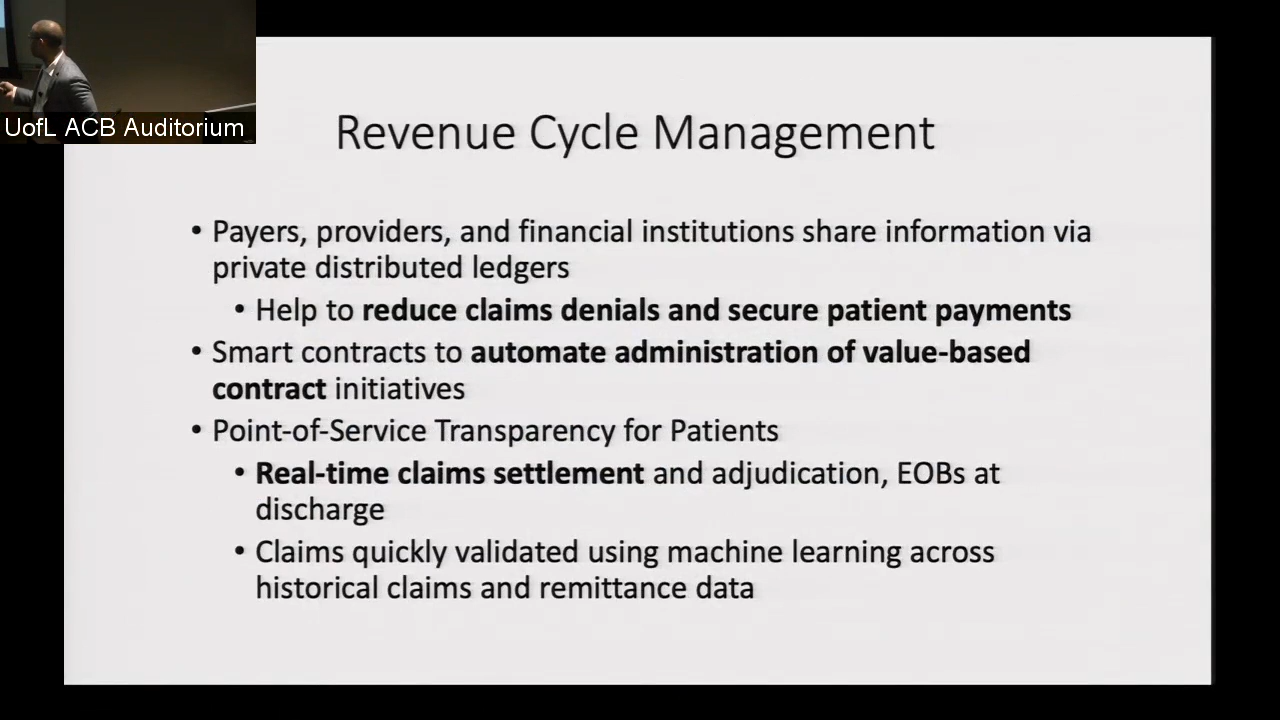 UofL ACB Auditorium
Revenue Cycle Management
• Payers, providers, and financial institutions share information via
private distributed ledgers
• Help to reduce claims denials and secure patient payments
• Smart contracts to automate administration of value-based
contract initiatives
• Point-of-Service Transparency for Patients
• Real-time claims settlement and adjudication, EOBs at
discharge
• Claims quickly validated using machine learning across
historical claims and remittance data